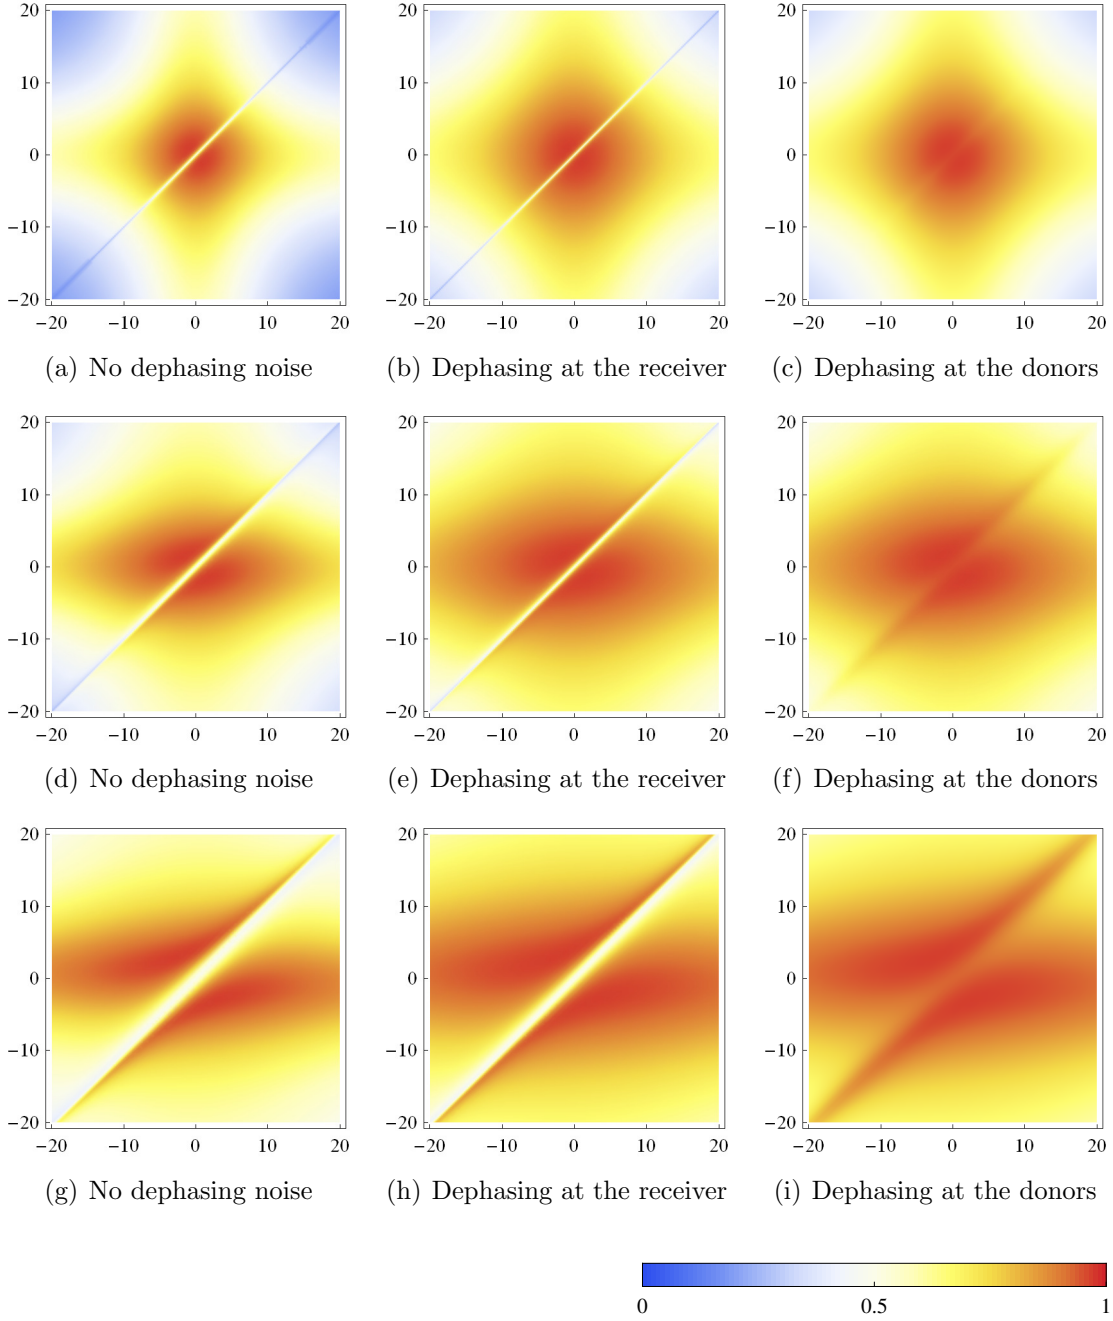 20
10
0
−10
−20
−20 −10 0 10 20
20
10
0
−10
−20
−20 −10 0 10 20
20
10
0
−10
−20
−20 −10 0 10 20
(a) No dephasing noise
(b) Dephasing at the receiver
(c) Dephasing at the donors
20
10
0
−10
−20
−20 −10 0 10 20
20
10
0
−10
−20
−20 −10 0 10 20
20
10
0
−10
−20
−20 −10 0 10 20
(d) No dephasing noise
(e) Dephasing at the receiver
(f) Dephasing at the donors
20
10
0
−10
−20
−20 −10 0 10 20
20
10
0
−10
−20
−20 −10 0 10 20
20
10
0
−10
−20
−20 −10 0 10 20
(g) No dephasing noise
(h) Dephasing at the receiver
(i) Dephasing at the donors
0 0.5 1